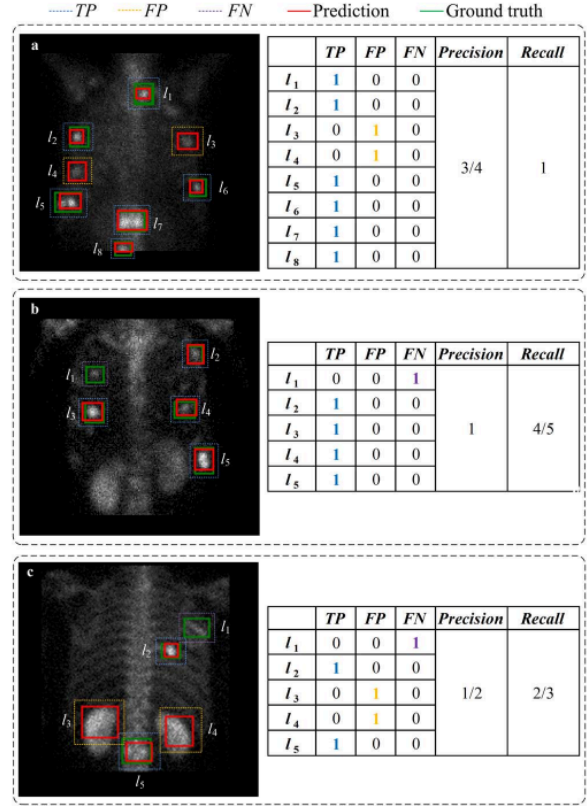 TP FP FN Prediction Ground truth
a
l1
l2
l3
l4
l5
l6
l7
l8
TP FP FN Precision Recall
l1 1 0 0
l2 1 0 0
l3 0 1 0
l4 0 1 0
3/4 1
l5 1 0 0
l6 1 0 0
l7 1 0 0
l8 1 0 0
b
l1
l2
l3
l4
l5
TP FP FN Precision Recall
l1 0 0 1
l2 1 0 0
l3 1 0 0 1 4/5
l4 1 0 0
l5 1 0 0
c
l1
l2
l3
l4
l5
TP FP FN Precision Recall
l1 0 0 1
l2 1 0 0
l3 0 1 0 1/2 2/3
l4 0 1 0
l5 1 0 0